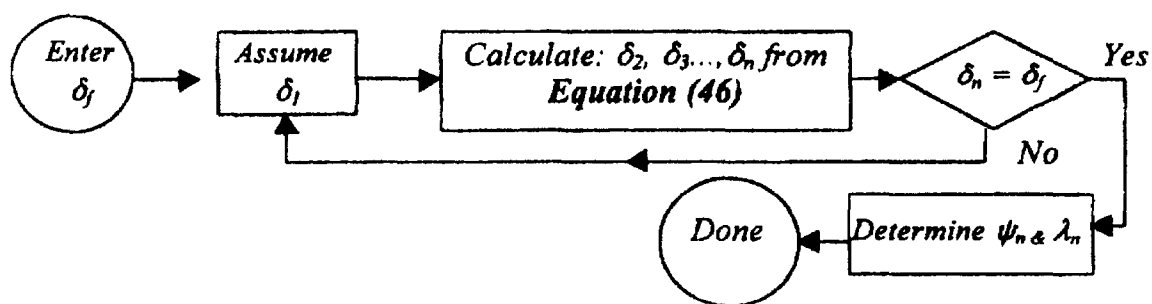 Enter
δf
Assume
δ1
Calculate: δ2, δ3..., δn from
Equation (46)
δn = δf
Yes
No
Determine ψn & λn
Done